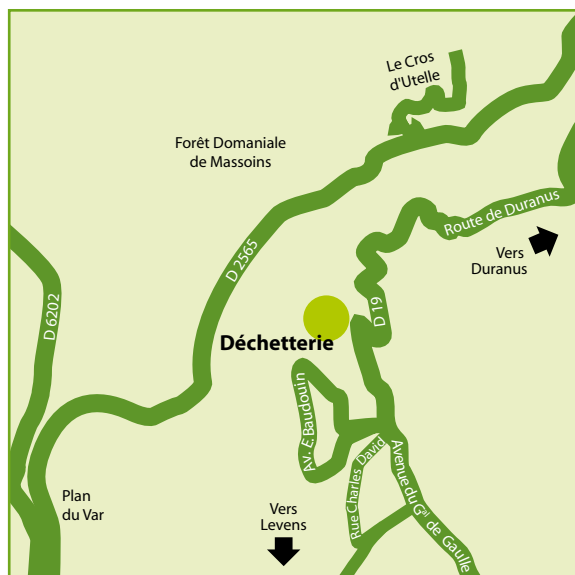 Le Cros
d'Utelle
Forêt Domaniale
de Massoins
Route de Duranus
Vers
Duranus
D 2565
D 6202
D 19
Déchetterie
Av. F. Baudouin
Rue Charles David
Avenue du Gal de Gaulle
Plan
du Var
Vers
Levens